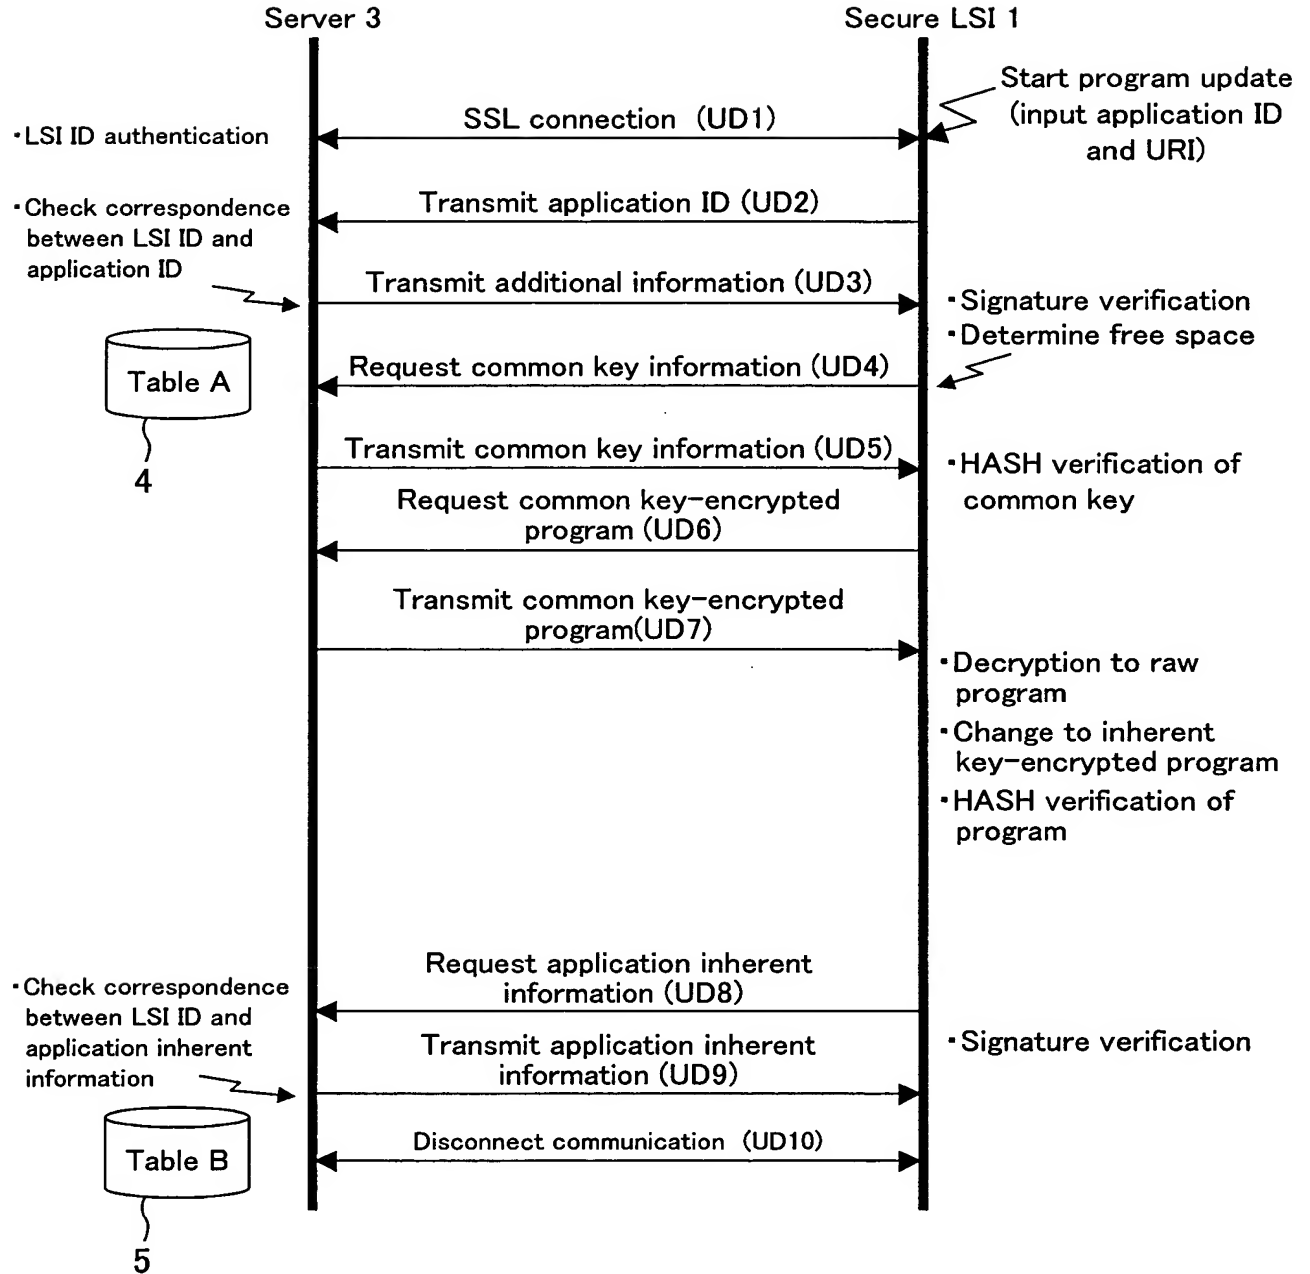 Server 3
Secure LSI 1
Start program update
(input application ID
and URI)
SSL connection (UD1)
・LSI ID authentication
Transmit application ID (UD2)
・Check correspondence
between LSI ID and
application ID
Transmit additional information (UD3)
・Signature verification
・Determine free space
Table A
4
Request common key information (UD4)
Transmit common key information (UD5)
・HASH verification of
common key
Request common key-encrypted
program (UD6)
Transmit common key-encrypted
program(UD7)
・Decryption to raw
program
・Change to inherent
key-encrypted program
・HASH verification of
program
Request application inherent
information (UD8)
・Check correspondence
between LSI ID and
application inherent
information
Transmit application inherent
information (UD9)
・Signature verification
Disconnect communication (UD10)
Table B
5